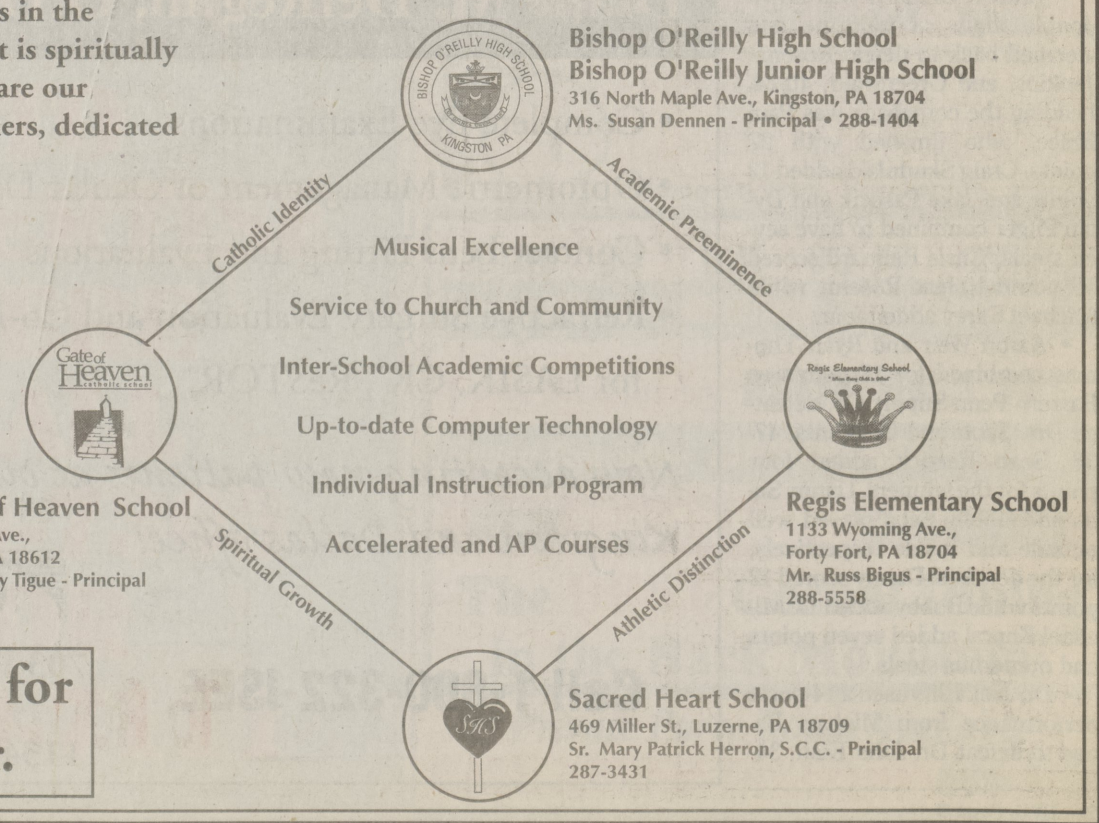 s in the
t is spiritually
are our
ers, dedicated
BISHOP O'REILLY HIGH SCHOOL
KINGSTON PA
Bishop O'Reilly High School
Bishop O'Reilly Junior High School
316 North Maple Ave., Kingston, PA 18704
Ms. Susan Dennen - Principal • 288-1404
Catholic Identity
Academic Preeminence
Musical Excellence
Service to Church and Community
Inter-School Academic Competitions
Up-to-date Computer Technology
Individual Instruction Program
Accelerated and AP Courses
Gate of
Heaven
catholic school
f Heaven School
Ave.,
A 18612
y Tigue - Principal
Regis Elementary School
Regis Elementary School
1133 Wyoming Ave.,
Forty Fort, PA 18704
Mr. Russ Bigus - Principal
288-5558
Spiritual Growth
Athletic Distinction
for
r.
SHS
Sacred Heart School
469 Miller St., Luzerne, PA 18709
Sr. Mary Patrick Herron, S.C.C. - Principal
287-3431